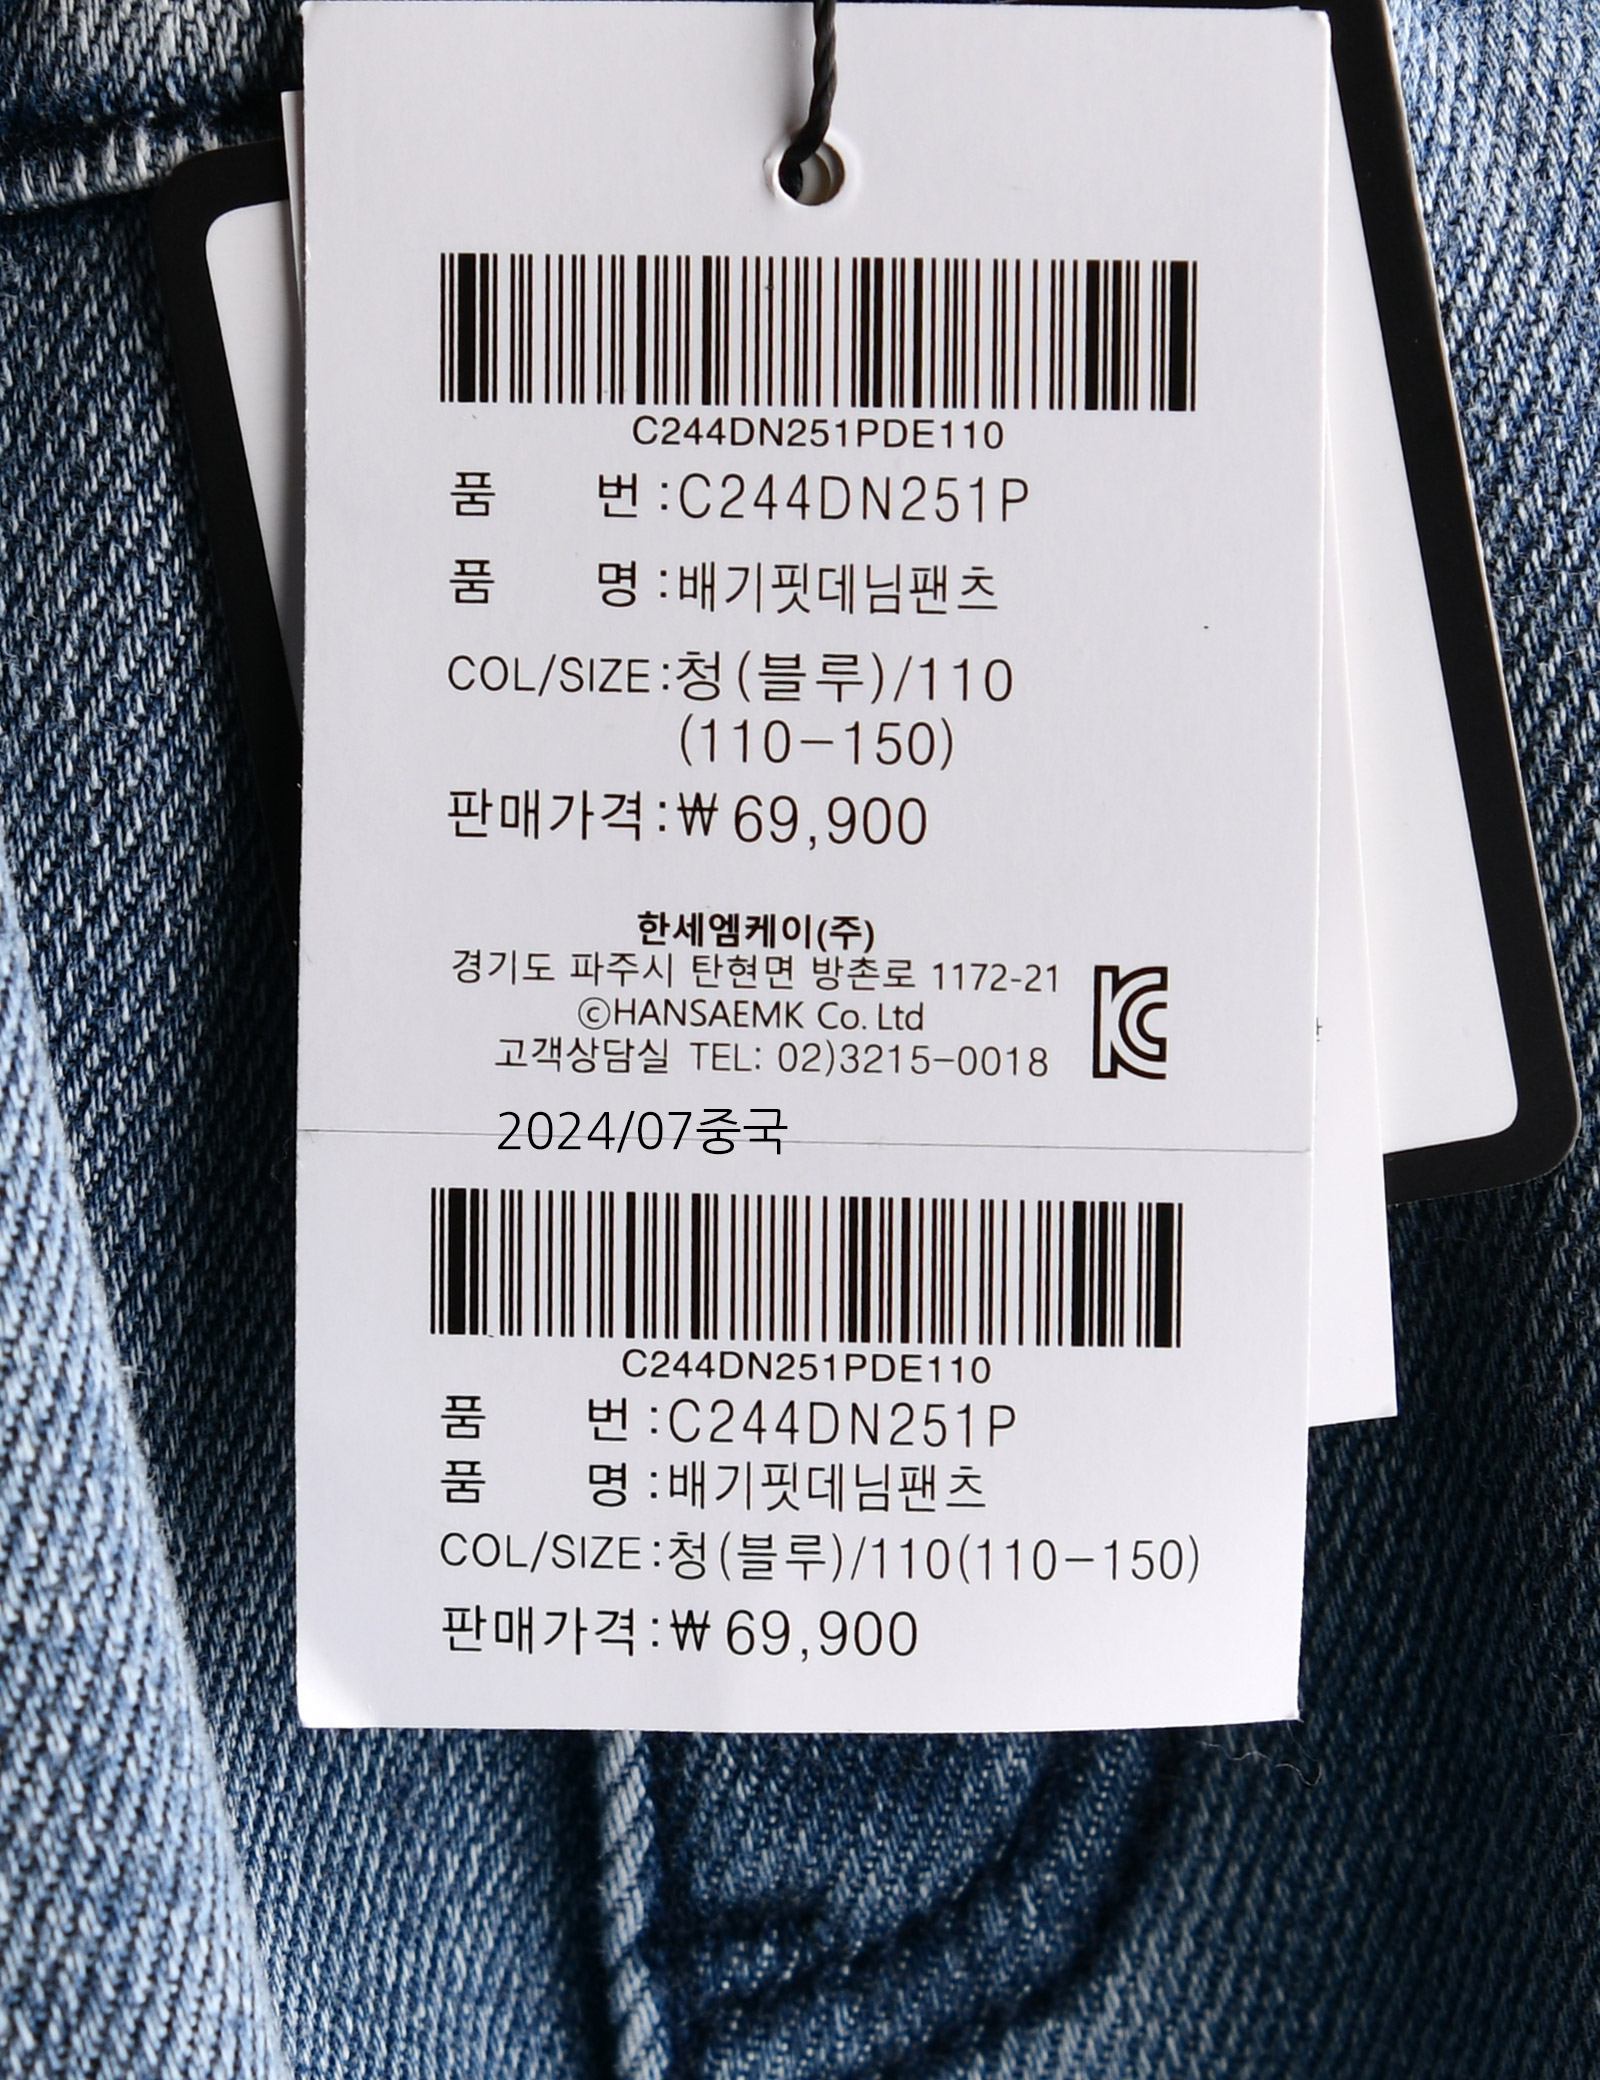 C244DN251PDE110
품 번 :C244DN251P
품 명 :배기핏데님팬츠
COL/SIZE:청(블루)/110
(110-150)
판매가격:₩69,900
한세엠케이(주)
경기도 파주시 탄현면 방촌로 1172-21
ⓒHANSAEMK Co. Ltd
고객상담실 TEL: 02)3215-0018
2024/07중국
C244DN251PDE110
품 번 :C244DN251P
품 명 :배기핏데님팬츠
COL/SIZE:청(블루)/110(110-150)
판매가격:₩69,900